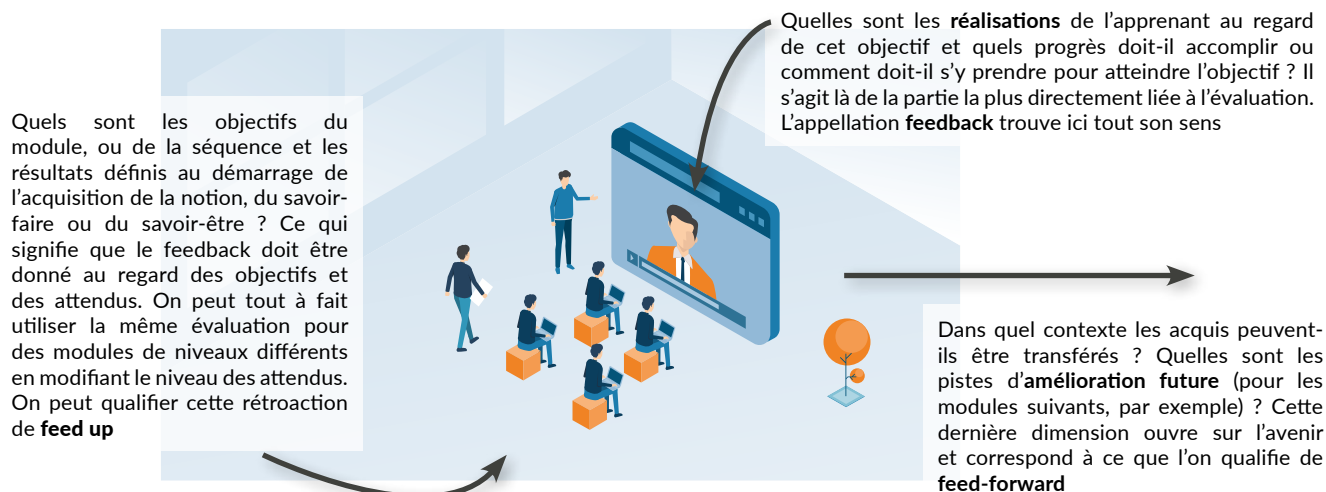 Quels sont les objectifs du
module, ou de la séquence et les
résultats définis au démarrage de
l'acquisition de la notion, du savoir-
faire ou du savoir-être ? Ce qui
signifie que le feedback doit être
donné au regard des objectifs et
des attendus. On peut tout à fait
utiliser la même évaluation pour
des modules de niveaux différents
en modifiant le niveau des attendus.
On peut qualifier cette rétroaction
de feed up
Quelles sont les réalisations de l'apprenant au regard
de cet objectif et quels progrès doit-il accomplir ou
comment doit-il s'y prendre pour atteindre l'objectif ? Il
s'agit là de la partie la plus directement liée à l'évaluation.
L'appellation feedback trouve ici tout son sens
Dans quel contexte les acquis peuvent-
ils être transférés ? Quelles sont les
pistes d'amélioration future (pour les
modules suivants, par exemple) ? Cette
dernière dimension ouvre sur l'avenir
et correspond à ce que l'on qualifie de
feed-forward